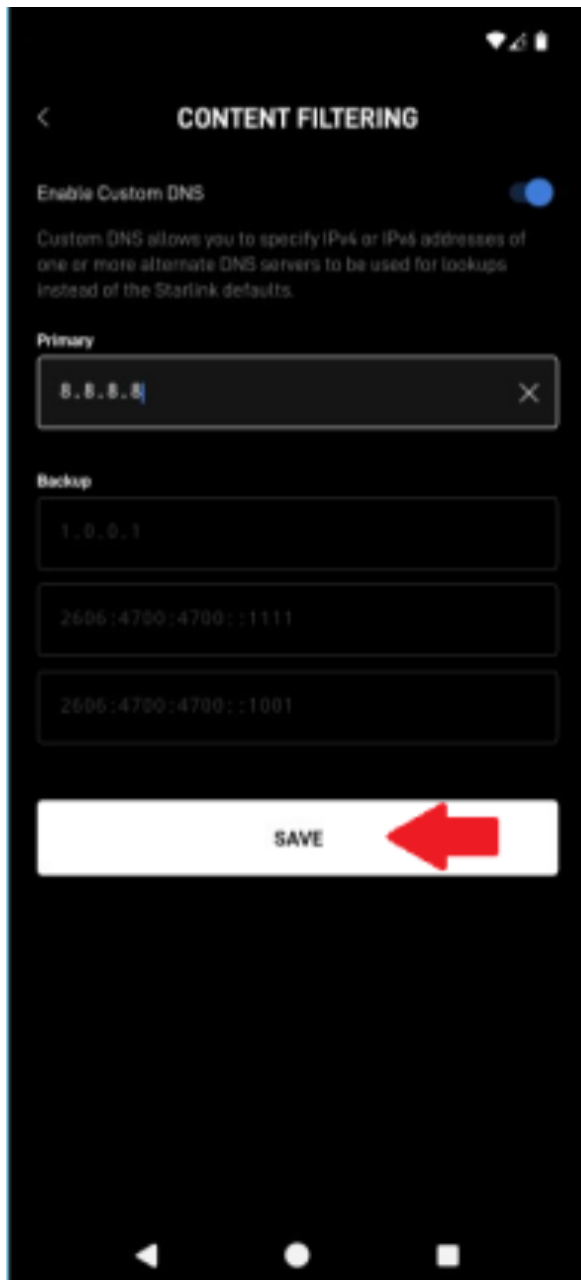 CONTENT FILTERING
Enable Custom DNS
Custom DNS allows you to specify IPv4 or IPv6 addresses of
one or more alternate DNS servers to be used for lookups
instead of the Starlink defaults.
Primary
8.8.8.8
Backup
1.0.0.1
2606:4700:4700::1111
2606:4700:4700::1001
SAVE